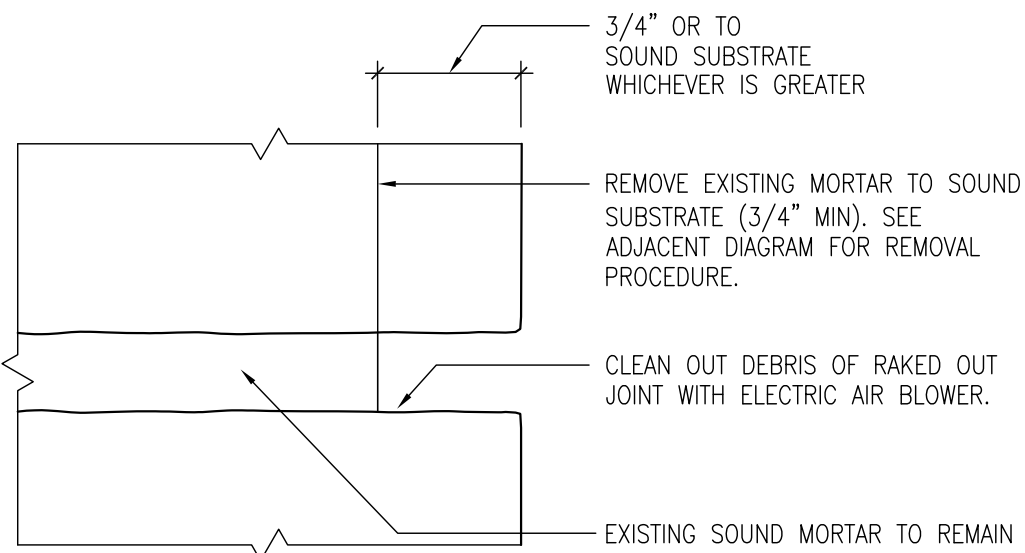 3/4” OR TO
SOUND SUBSTRATE
WHICHEVER IS GREATER
REMOVE EXISTING MORTAR TO SOUND
SUBSTRATE (3/4” MIN). SEE
ADJACENT DIAGRAM FOR REMOVAL
PROCEDURE.
CLEAN OUT DEBRIS OF RAKED OUT
JOINT WITH ELECTRIC AIR BLOWER.
EXISTING SOUND MORTAR TO REMAIN